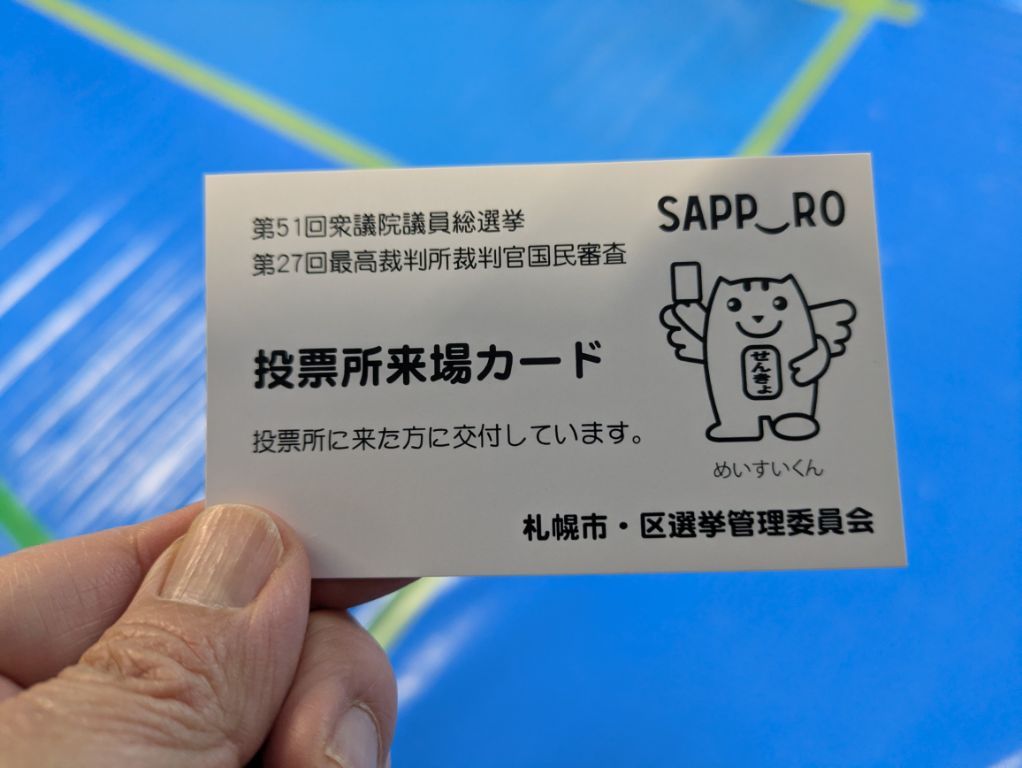 第51回衆議院議員総選挙
第27回最高裁判所裁判官国民審査
SAPP‿RO
投票所来場カード
せんきょ
投票所に来た方に交付しています。
めいすいくん
札幌市・区選挙管理委員会